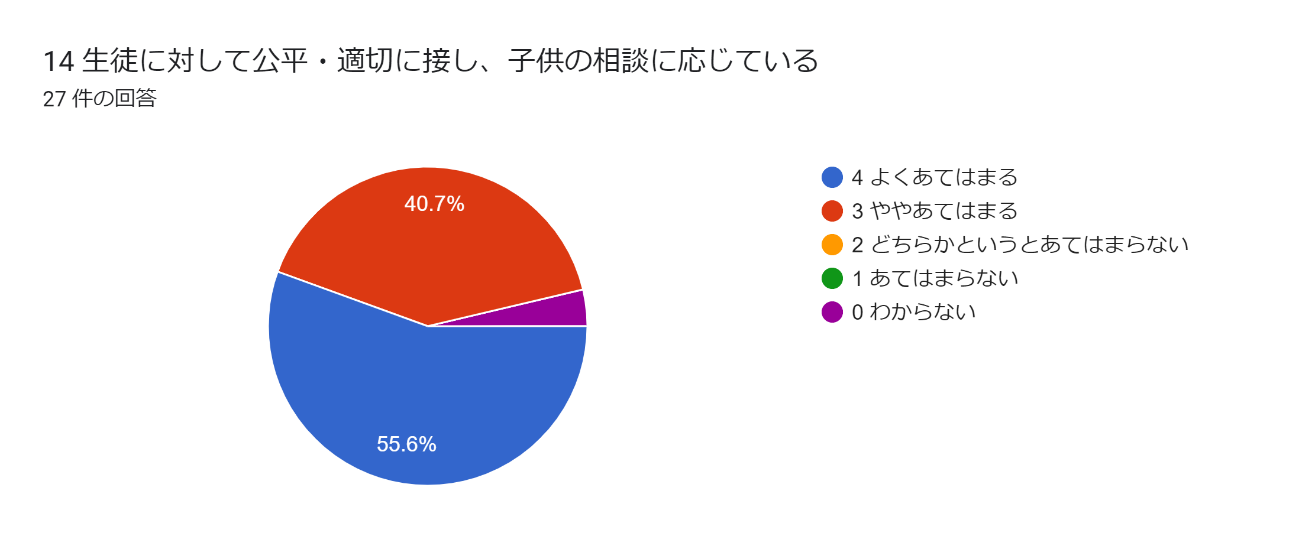 14 生徒に対して公平・適切に接し、子供の相談に応じている
27 件の回答
40.7%
55.6%
4 よくあてはまる
3 ややあてはまる
2 どちらかというとあてはまらない
1 あてはまらない
0 わからない